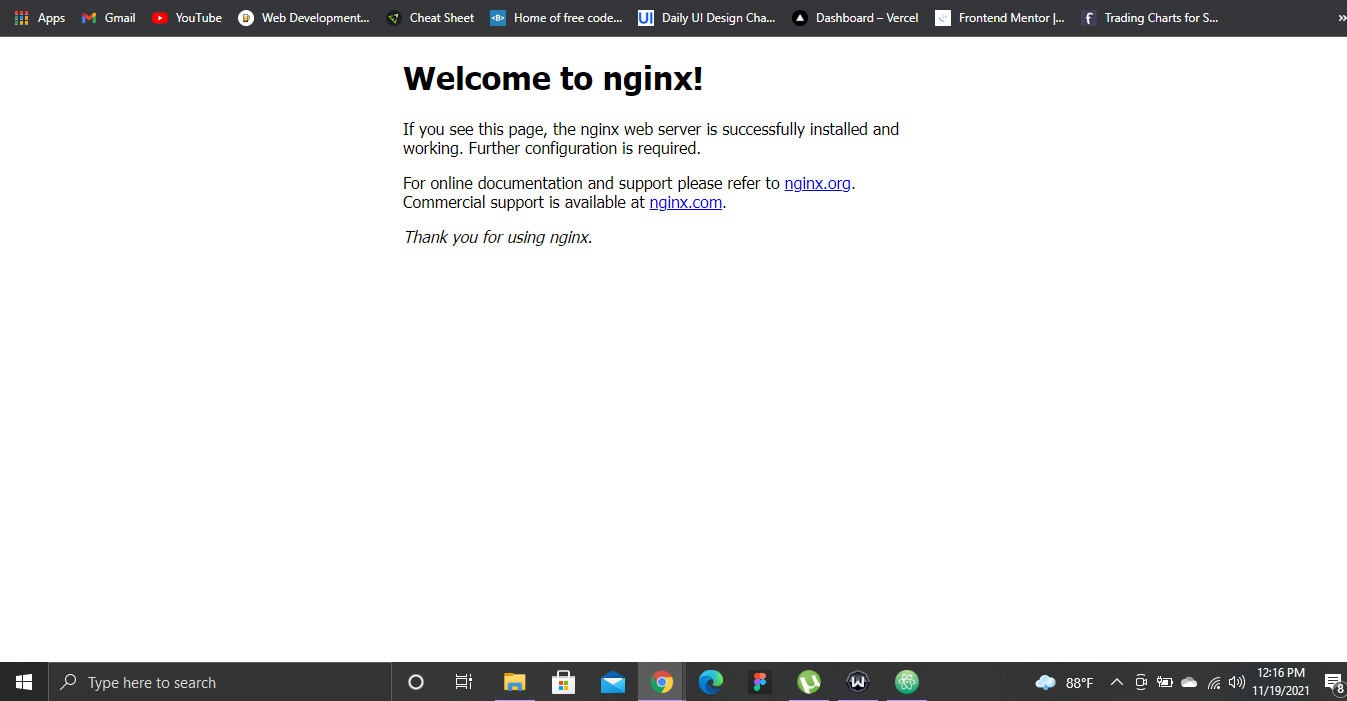 Apps Gmail YouTube Web Development... Cheat Sheet Home of free code... UI Daily UI Design Cha... Dashboard – Vercel Frontend Mentor |... Trading Charts for S... »
Welcome to nginx!
If you see this page, the nginx web server is successfully installed and
working. Further configuration is required.
For online documentation and support please refer to nginx.org.
Commercial support is available at nginx.com.
Thank you for using nginx.
Type here to search
88°F
12:16 PM
11/19/2021
8